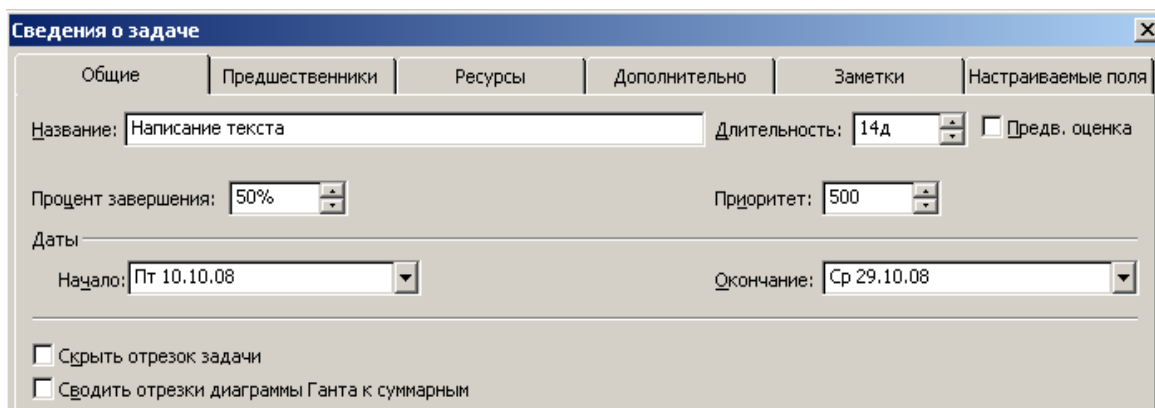 Сведения о задаче
Общие Предшественники Ресурсы Дополнительно Заметки Настраиваемые поля
Название: Написание текста Длительность: 14д Предв. оценка
Процент завершения: 50% Приоритет: 500
Даты
Начало: Пт 10.10.08 Окончание: Ср 29.10.08
Скрыть отрезок задачи
Сводить отрезки диаграммы Ганта к суммарным